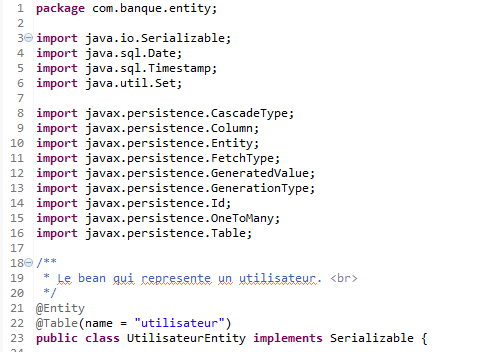 1 package com.banque.entity;
2
3 import java.io.Serializable;
4 import java.sql.Date;
5 import java.sql.Timestamp;
6 import java.util.Set;
7
8 import javax.persistence.CascadeType;
9 import javax.persistence.Column;
10 import javax.persistence.Entity;
11 import javax.persistence.FetchType;
12 import javax.persistence.GeneratedValue;
13 import javax.persistence.GenerationType;
14 import javax.persistence.Id;
15 import javax.persistence.OneToMany;
16 import javax.persistence.Table;
17
18 /**
19  * Le bean qui represente un utilisateur. <br>
20  */
21 @Entity
22 @Table(name = "utilisateur")
23 public class UtilisateurEntity implements Serializable {
24